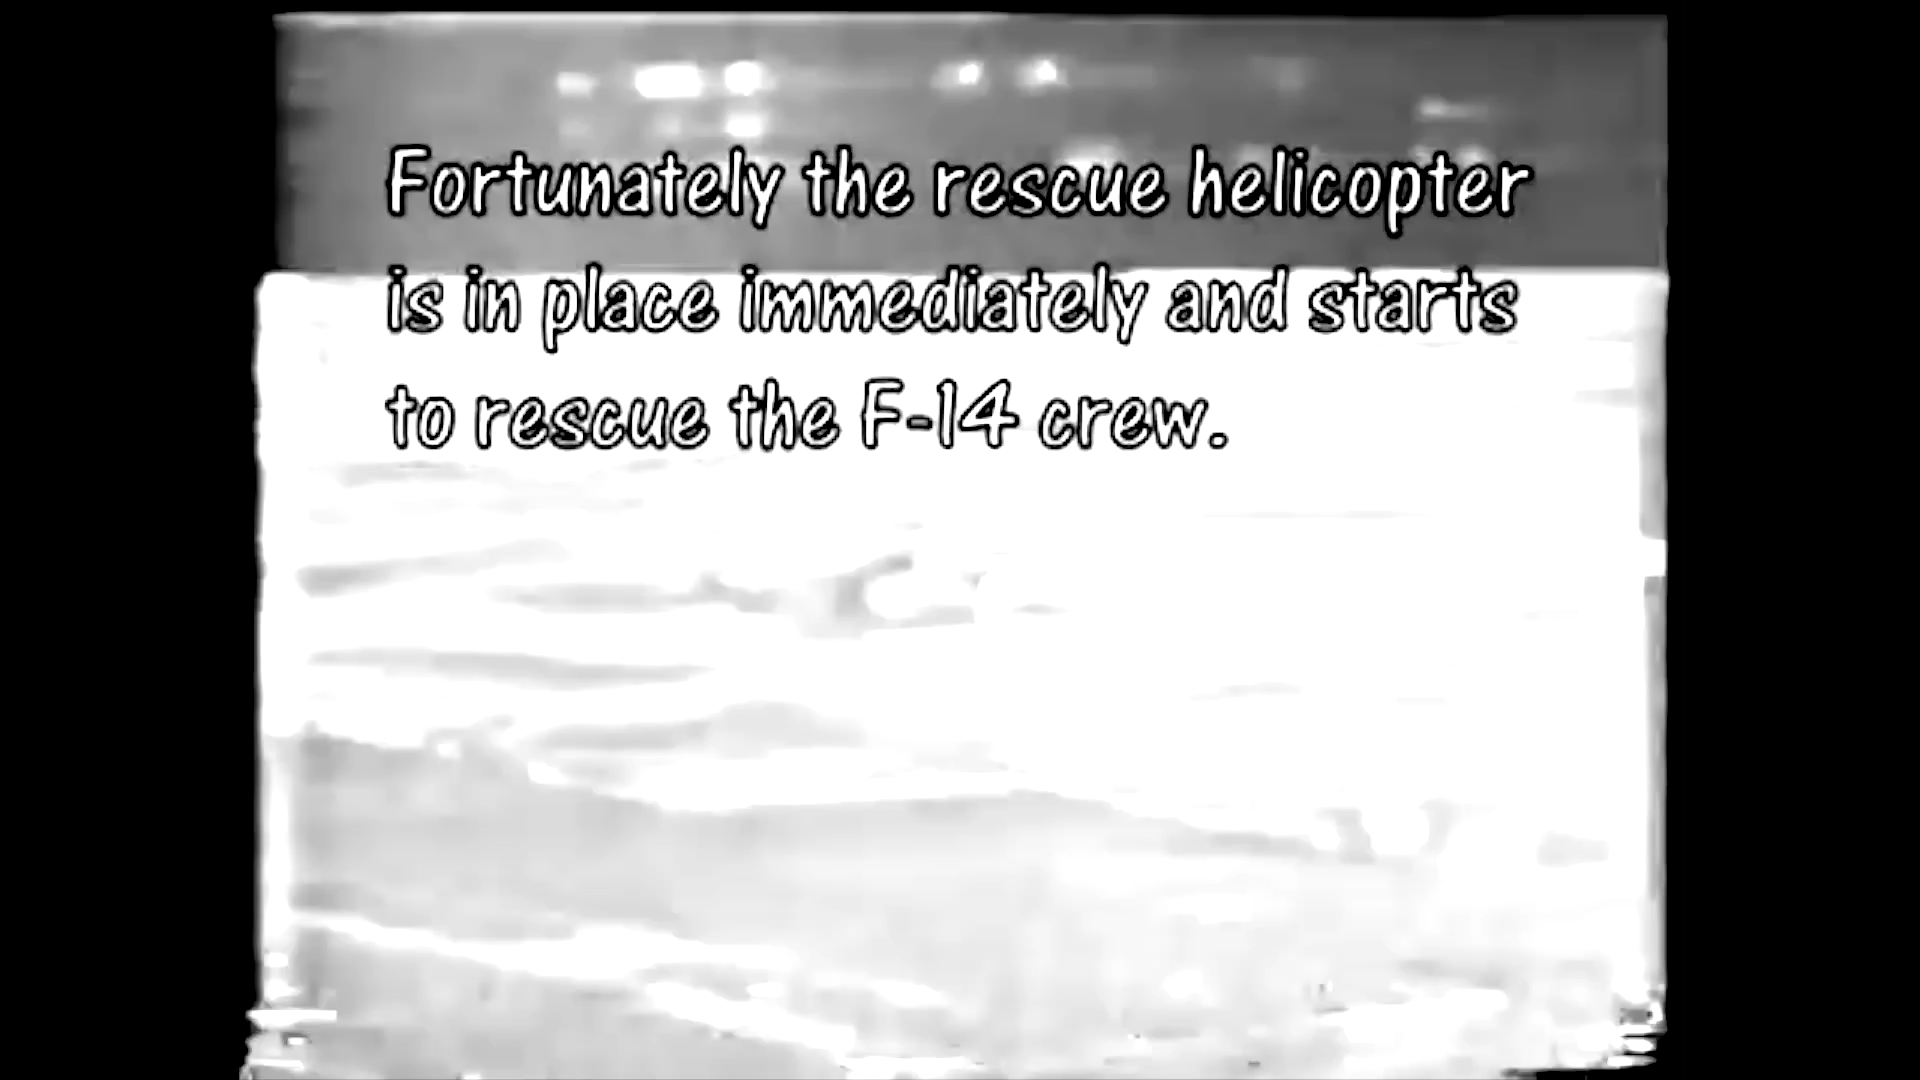 Fortunately the rescue helicopter
is in place immediately and starts
to rescue the F-14 crew.